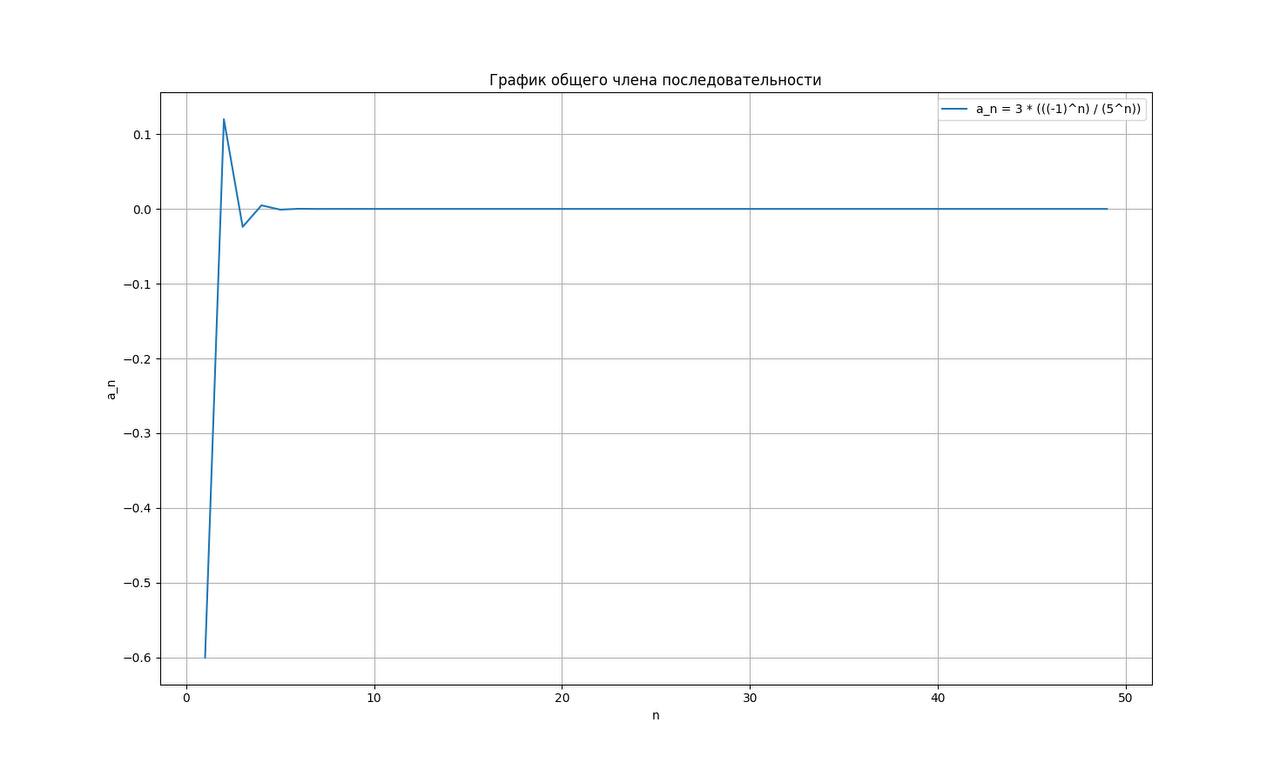 График общего члена последовательности
a_n = 3 * (((-1)^n) / (5^n))
0.1
0.0
−0.1
−0.2
−0.3
−0.4
−0.5
−0.6
a_n
0 10 20 30 40 50
n